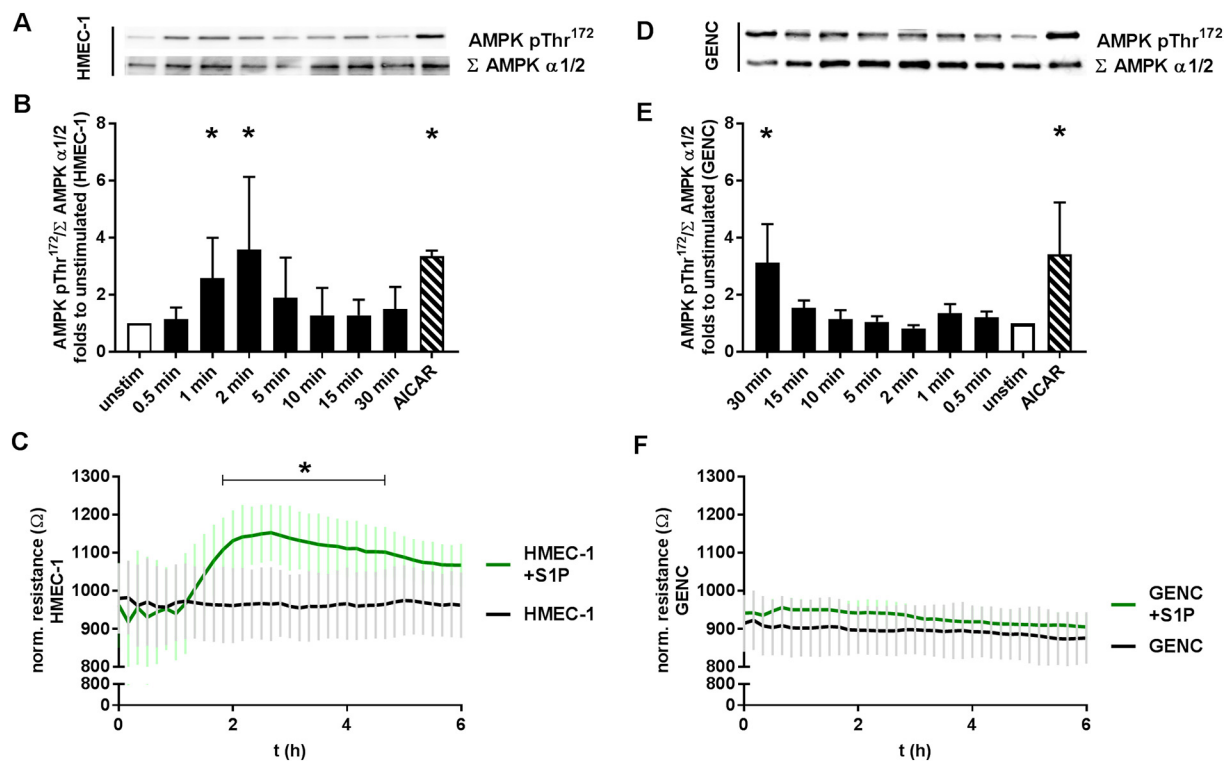 A
HMEC-1
AMPK pThr¹⁷²
Σ AMPK α1/2
B
AMPK pThr¹⁷²/Σ AMPK α1/2
folds to unstimulated (HMEC-1)
8
6
4
2
0
* * *
unstim 0.5 min 1 min 2 min 5 min 10 min 15 min 30 min AICAR
C
norm. resistance (Ω)
HMEC-1
1300
1200
1100
1000
900
800
800
0
*
0 2 4 6
t (h)
HMEC-1
+S1P
HMEC-1
D
GENC
AMPK pThr¹⁷²
Σ AMPK α1/2
E
AMPK pThr¹⁷²/Σ AMPK α1/2
folds to unstimulated (GENC)
8
6
4
2
0
* *
30 min 15 min 10 min 5 min 2 min 1 min 0.5 min unstim AICAR
F
norm. resistance (Ω)
GENC
1300
1200
1100
1000
900
800
800
0
0 2 4 6
t (h)
GENC
+S1P
GENC